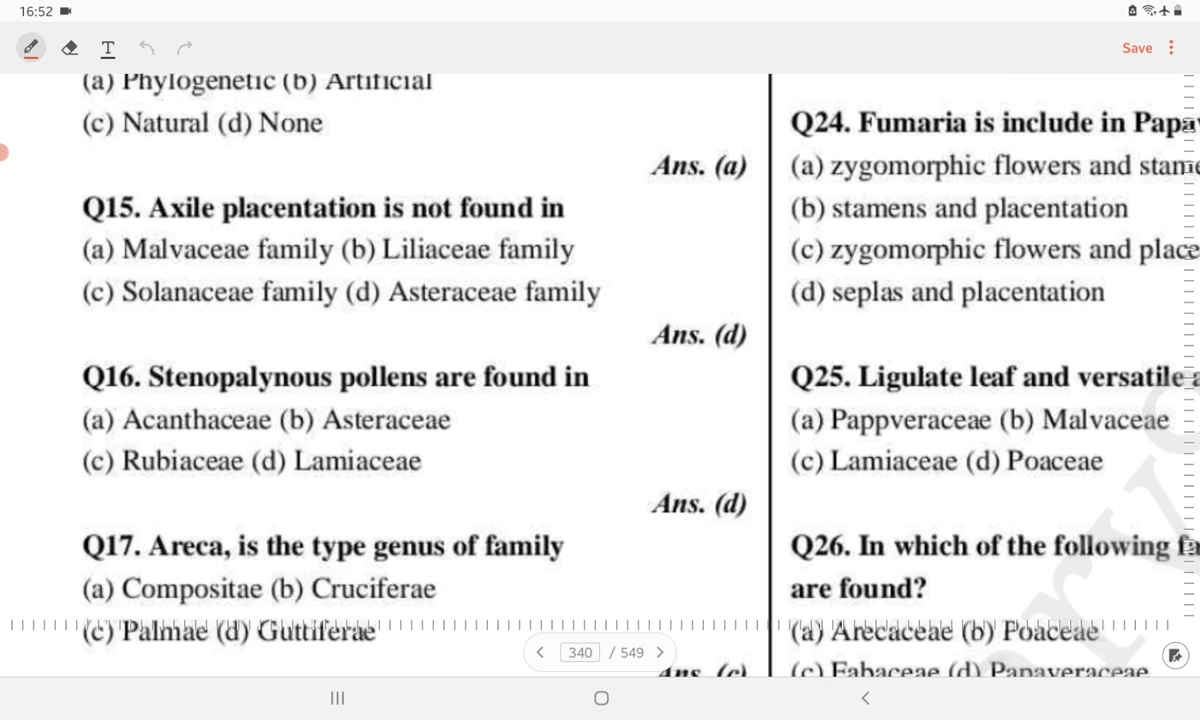 16:52
T
Save
(a) Phylogenetic (b) Artificial
(c) Natural (d) None
Ans. (a)
Q15. Axile placentation is not found in
(a) Malvaceae family (b) Liliaceae family
(c) Solanaceae family (d) Asteraceae family
Ans. (d)
Q16. Stenopalynous pollens are found in
(a) Acanthaceae (b) Asteraceae
(c) Rubiaceae (d) Lamiaceae
Ans. (d)
Q17. Areca, is the type genus of family
(a) Compositae (b) Cruciferae
(c) Palmae (d) Guttiferae
Ans (c)
Q24. Fumaria is include in Papav
(a) zygomorphic flowers and stame
(b) stamens and placentation
(c) zygomorphic flowers and place
(d) seplas and placentation
Q25. Ligulate leaf and versatile a
(a) Pappveraceae (b) Malvaceae
(c) Lamiaceae (d) Poaceae
Q26. In which of the following fa
are found?
(a) Arecaceae (b) Poaceae
(c) Fabaceae (d) Papaveraceae
340 / 549